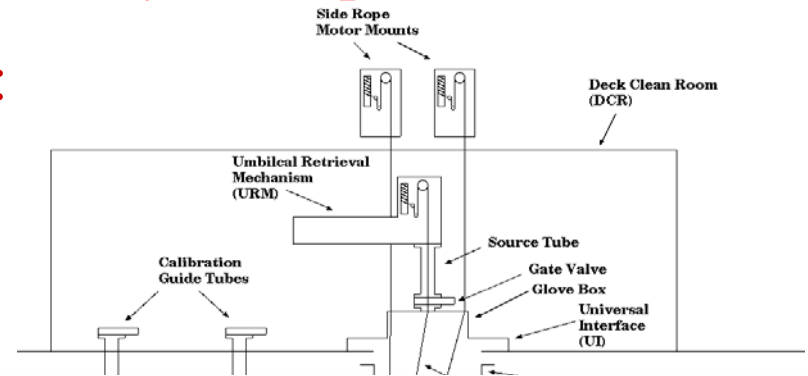 Side Rope
Motor Mounts
Deck Clean Room
(DCR)
Umbilcal Retrieval
Mechanism
(URM)
Source Tube
Calibration
Guide Tubes
Gate Valve
Glove Box
Universal
Interface
(UI)